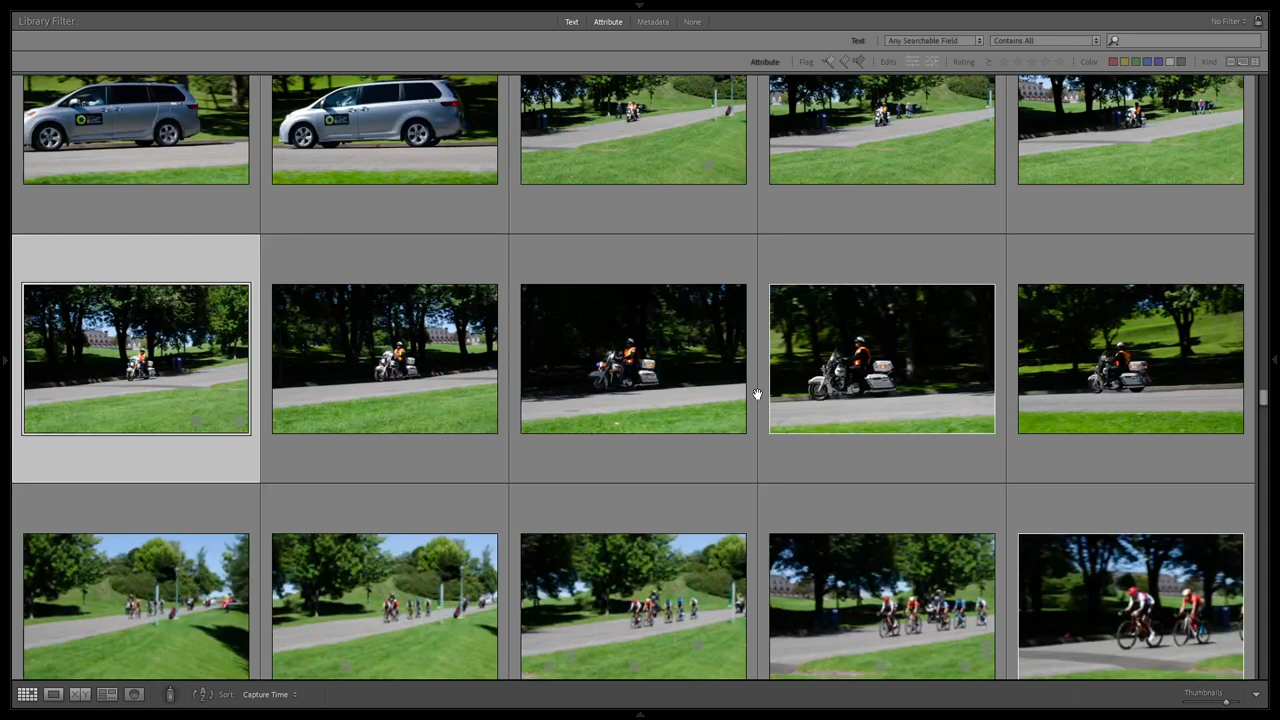 Library Filter :
Text
Attribute
Metadata
None
No Filter
Text
Any Searchable Field
Contains All
Attribute
Flag
Edits
Rating
≥
Color
Kind
Sort:
Capture Time
Thumbnails